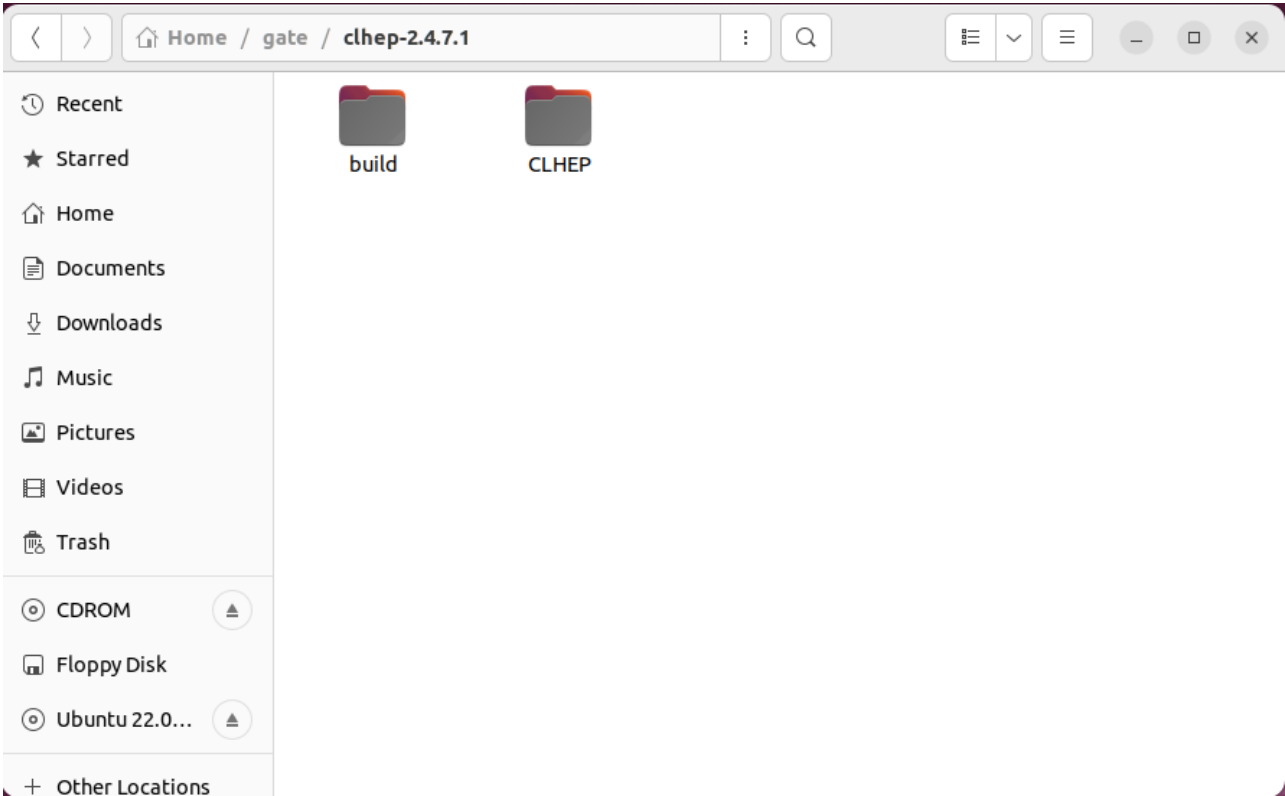 Home / gate / clhep-2.4.7.1
Recent
Starred
Home
Documents
Downloads
Music
Pictures
Videos
Trash
CDROM
Floppy Disk
Ubuntu 22.0...
Other Locations
build
CLHEP